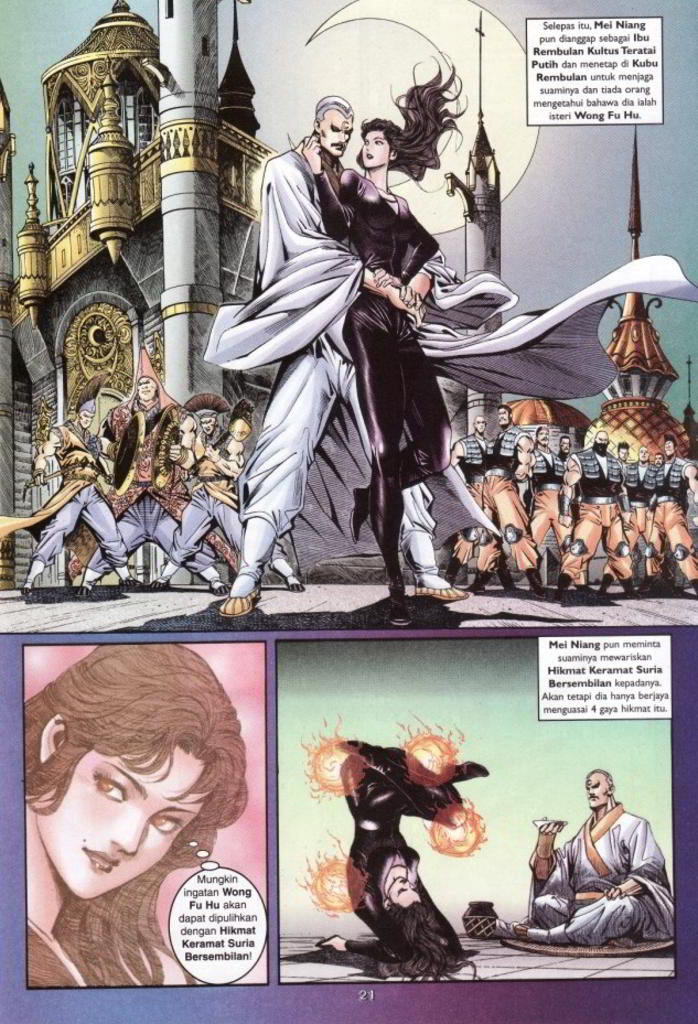 Selepas itu, Mei Niang
pun dianggap sebagai Ibu
Rembulan Kultus Teratai
Putih dan menetap di Kubu
Rembulan untuk menjaga
suaminya dan tiada orang
mengetahui bahawa dia ialah
isteri Wong Fu Hu.
Mungkin
ingatan Wong
Fu Hu akan
dapat dipulihkan
dengan Hikmat
Keramat Suria
Bersembilan!
Mei Niang pun meminta
suaminya mewariskan
Hikmat Keramat Suria
Bersembilan kepadanya.
Akan tetapi dia hanya berjaya
menguasai 4 gaya hikmat itu.
21